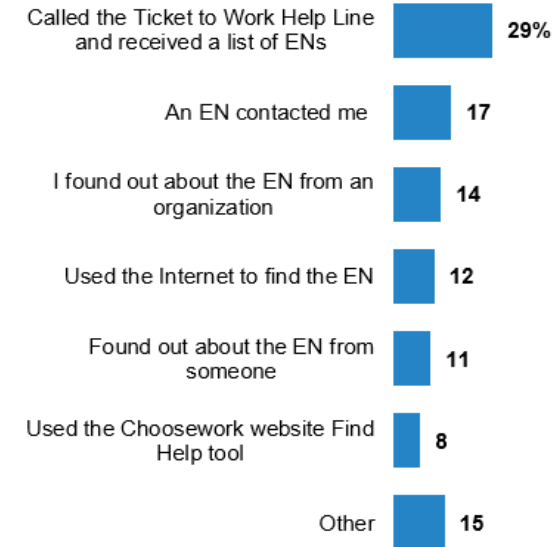 Called the Ticket to Work Help Line
and received a list of ENs
29%
An EN contacted me
17
I found out about the EN from an
organization
14
Used the Internet to find the EN
12
Found out about the EN from
someone
11
Used the Choosework website Find
Help tool
8
Other
15